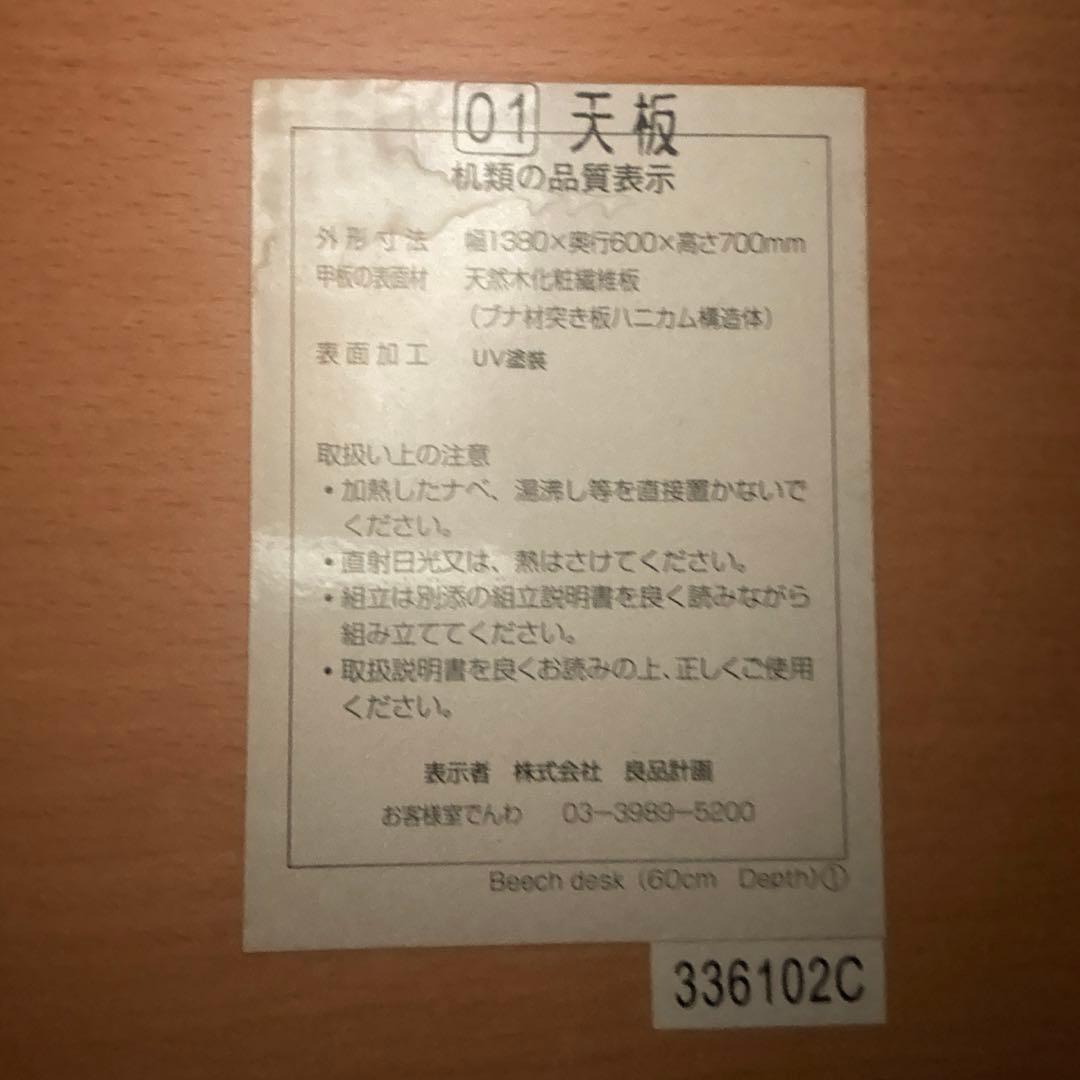 01 天板
机類の品質表示
外形寸法 幅1380×奥行600×高さ700mm
甲板の表面材 天然木化粧繊維板
(ブナ材突き板ハニカム構造体)
表面加工 UV塗装
取扱い上の注意
・加熱したナベ、湯沸し等を直接置かないで
ください。
・直射日光又は、熱はさけてください。
・組立は別添の組立説明書を良く読みながら
組み立ててください。
・取扱説明書を良くお読みの上、正しくご使用
ください。
表示者 株式会社 良品計画
お客様室でんわ 03-3989-5200
Beech desk (60cm Depth)①
336102C